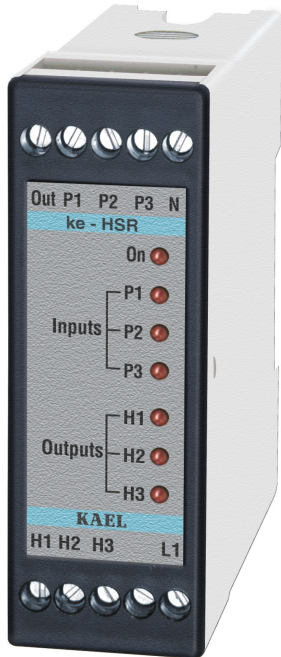 Out P1 P2 P3 N
ke - HSR
On
P1
Inputs P2
P3
H1
Outputs H2
H3
KAEL
H1 H2 H3 L1